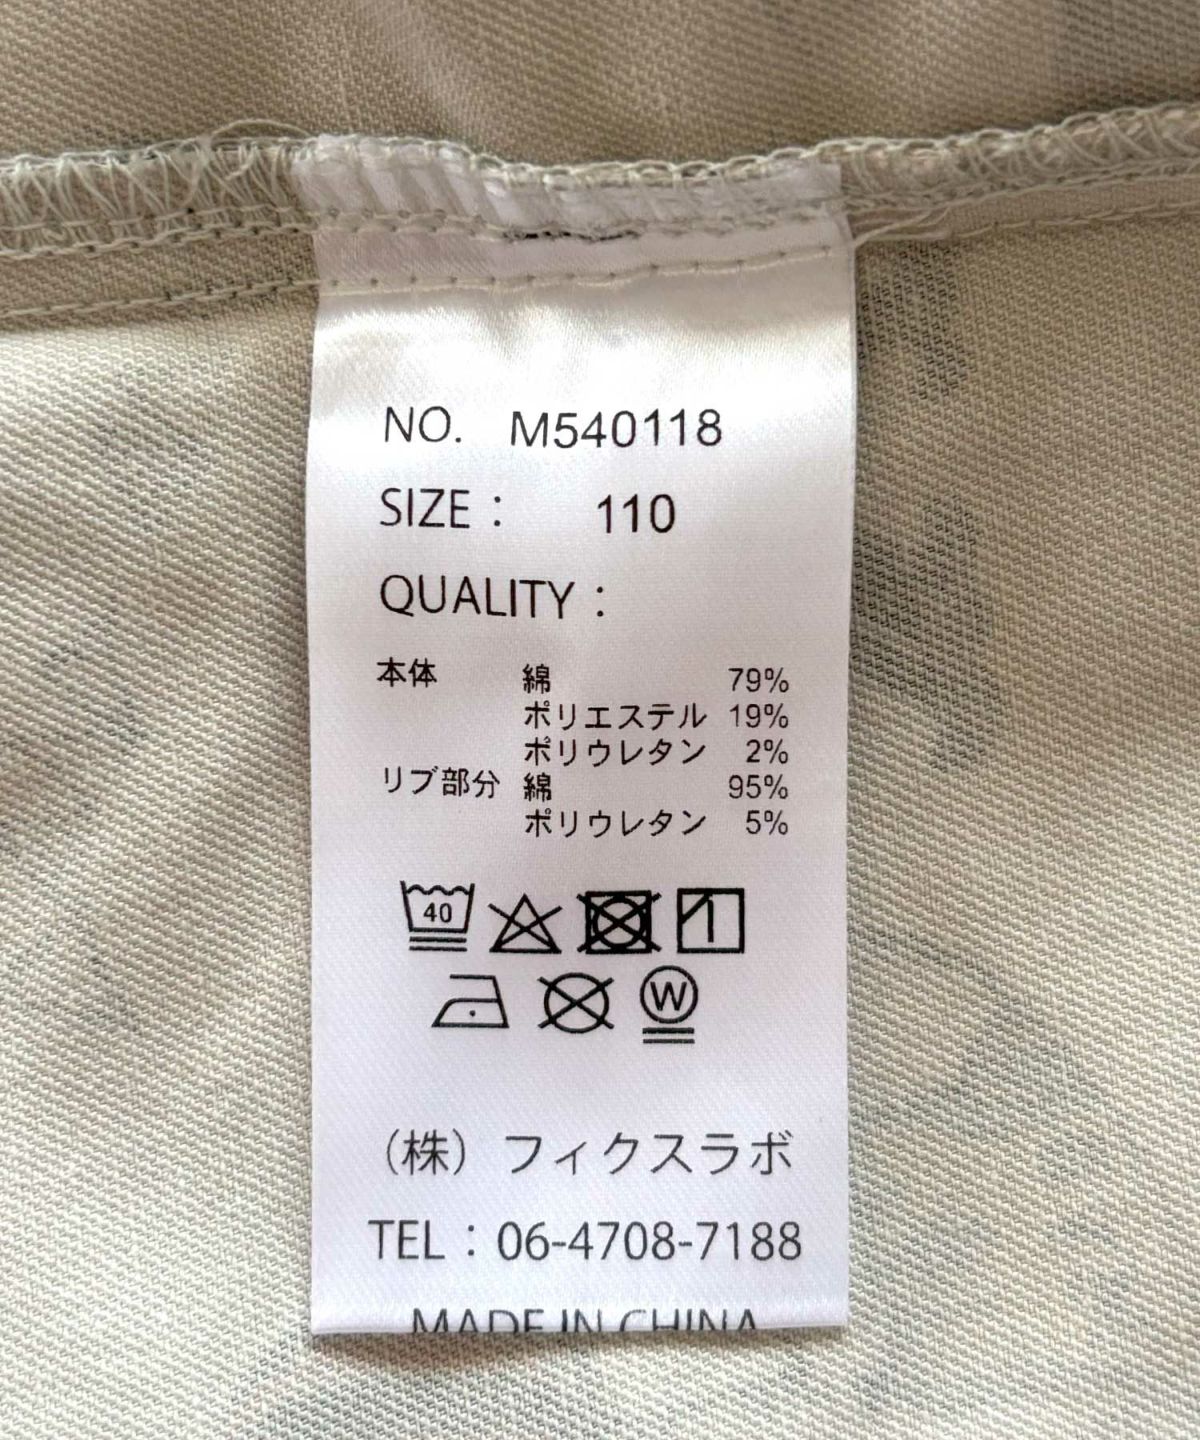 NO. M540118
SIZE： 110
QUALITY：
本体 綿 79%
ポリエステル 19%
ポリウレタン 2%
リブ部分 綿 95%
ポリウレタン 5%
40
W
（株）フィクスラボ
TEL：06-4708-7188
MADE IN CHINA